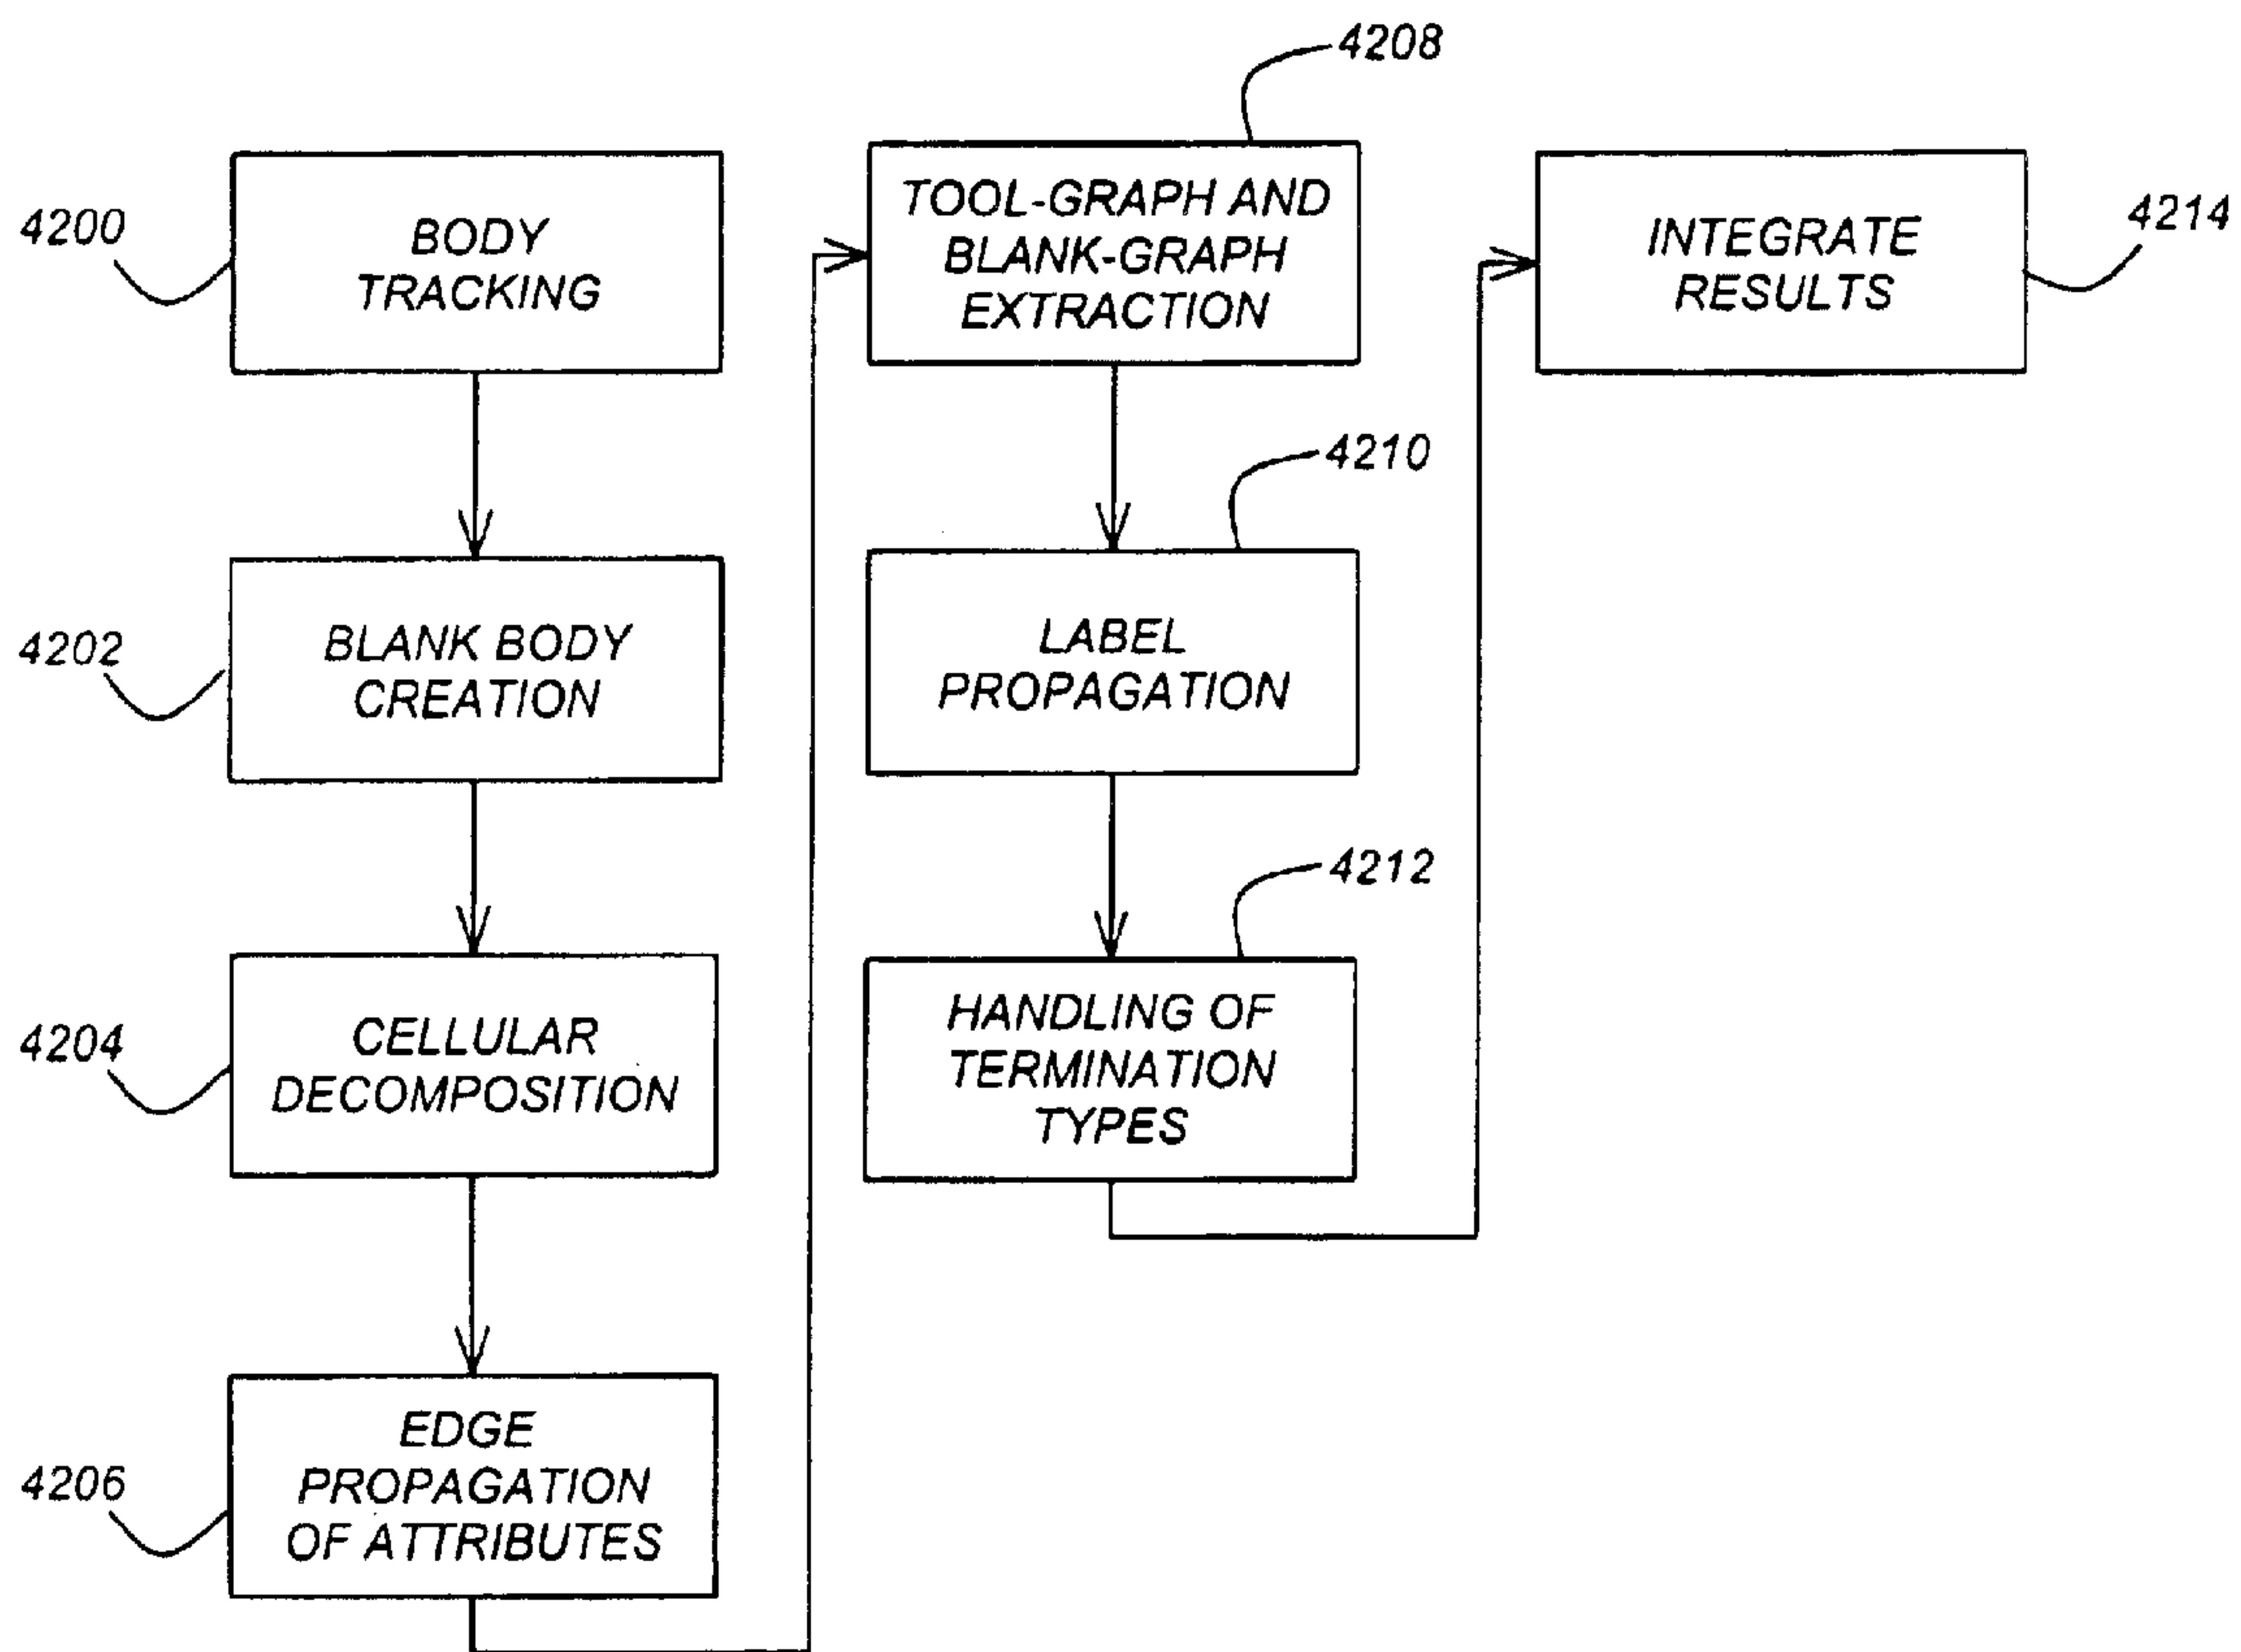 4200
BODY
TRACKING
4202
BLANK BODY
CREATION
4204
CELLULAR
DECOMPOSITION
4206
EDGE
PROPAGATION
OF ATTRIBUTES
4208
TOOL-GRAPH AND
BLANK-GRAPH
EXTRACTION
4210
LABEL
PROPAGATION
4212
HANDLING OF
TERMINATION
TYPES
4214
INTEGRATE
RESULTS